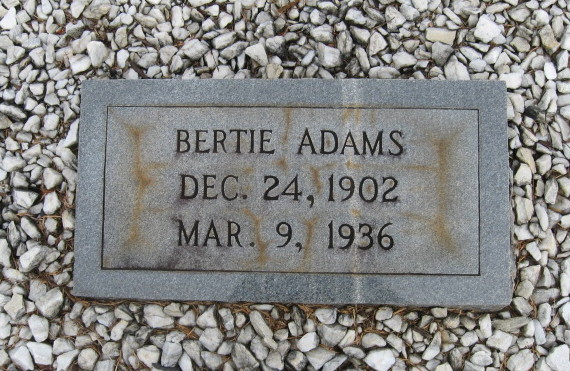 BERTIE ADAMS
DEC. 24, 1902
MAR. 9, 1936